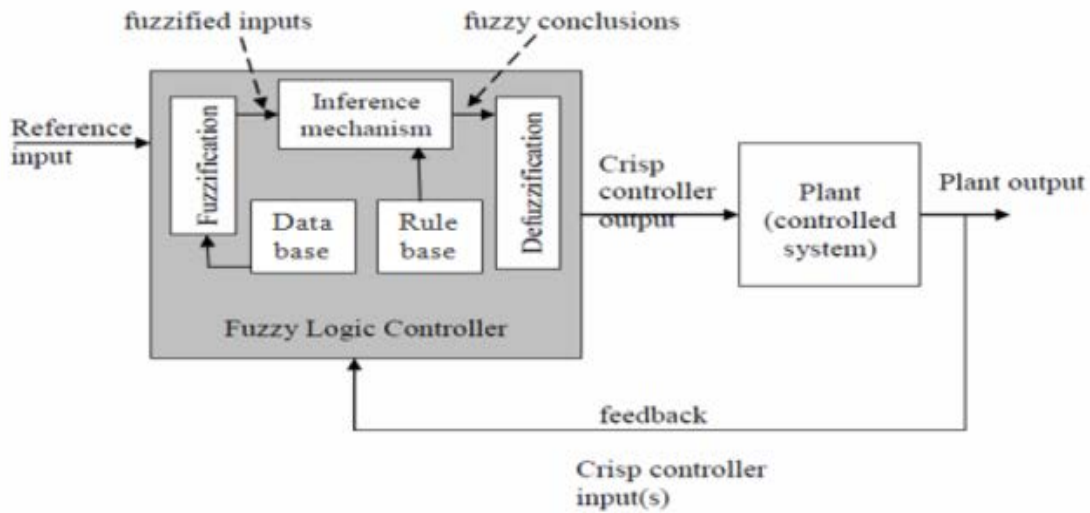 fuzzified inputs
fuzzy conclusions
Reference
input
Fuzzification
Inference
mechanism
Data
base
Rule
base
Defuzzification
Fuzzy Logic Controller
Crisp
controller
output
Plant
(controlled
system)
Plant output
feedback
Crisp controller
input(s)